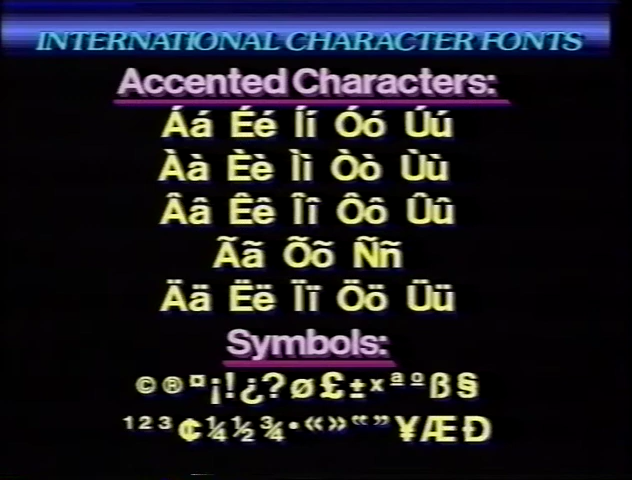 INTERNATIONAL CHARACTER FONTS
Accented Characters:
Áá Éé Íí Óó Úú
Àà Èè Ìì Òò Ùù
Ââ Êê Îî Ôô Ûû
Ãã Õõ Ññ
Ää Ëë Ïï Öö Üü
Symbols:
©®¤¡!¿?ø£±×ªºß§
¹²³¢¼½¾·«»“”¥ÆÐ